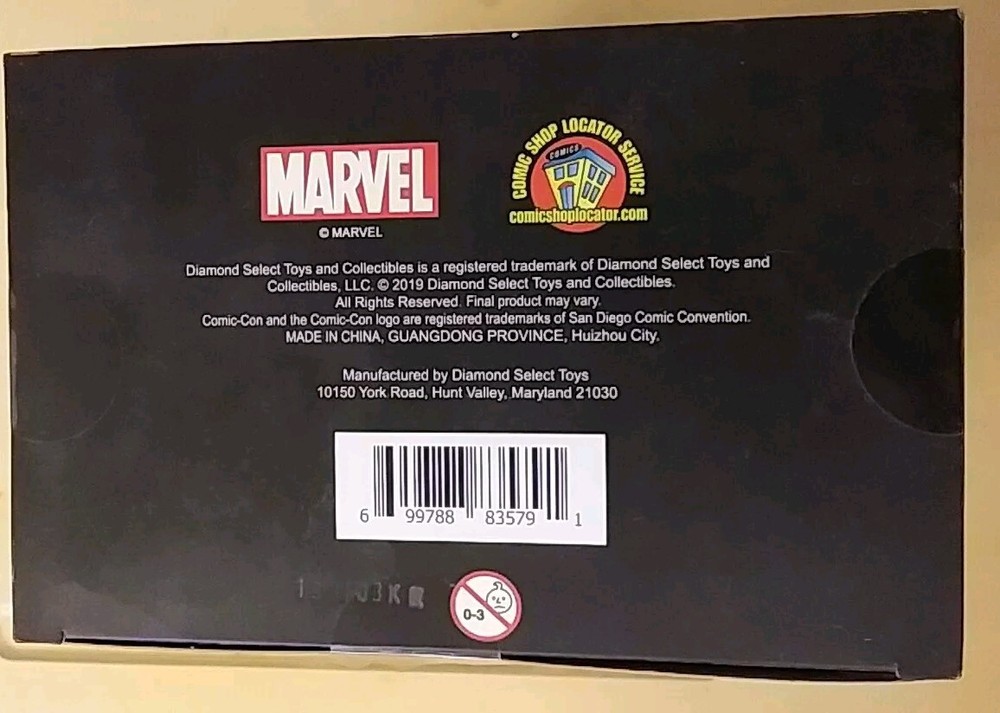 MARVEL
© MARVEL
COMIC SHOP LOCATOR SERVICE
COMICS
comicshoplocator.com
Diamond Select Toys and Collectibles is a registered trademark of Diamond Select Toys and
Collectibles, LLC. © 2019 Diamond Select Toys and Collectibles.
All Rights Reserved. Final product may vary.
Comic-Con and the Comic-Con logo are registered trademarks of San Diego Comic Convention.
MADE IN CHINA, GUANGDONG PROVINCE, Huizhou City.
Manufactured by Diamond Select Toys
10150 York Road, Hunt Valley, Maryland 21030
6 99788 83579 1
0-3